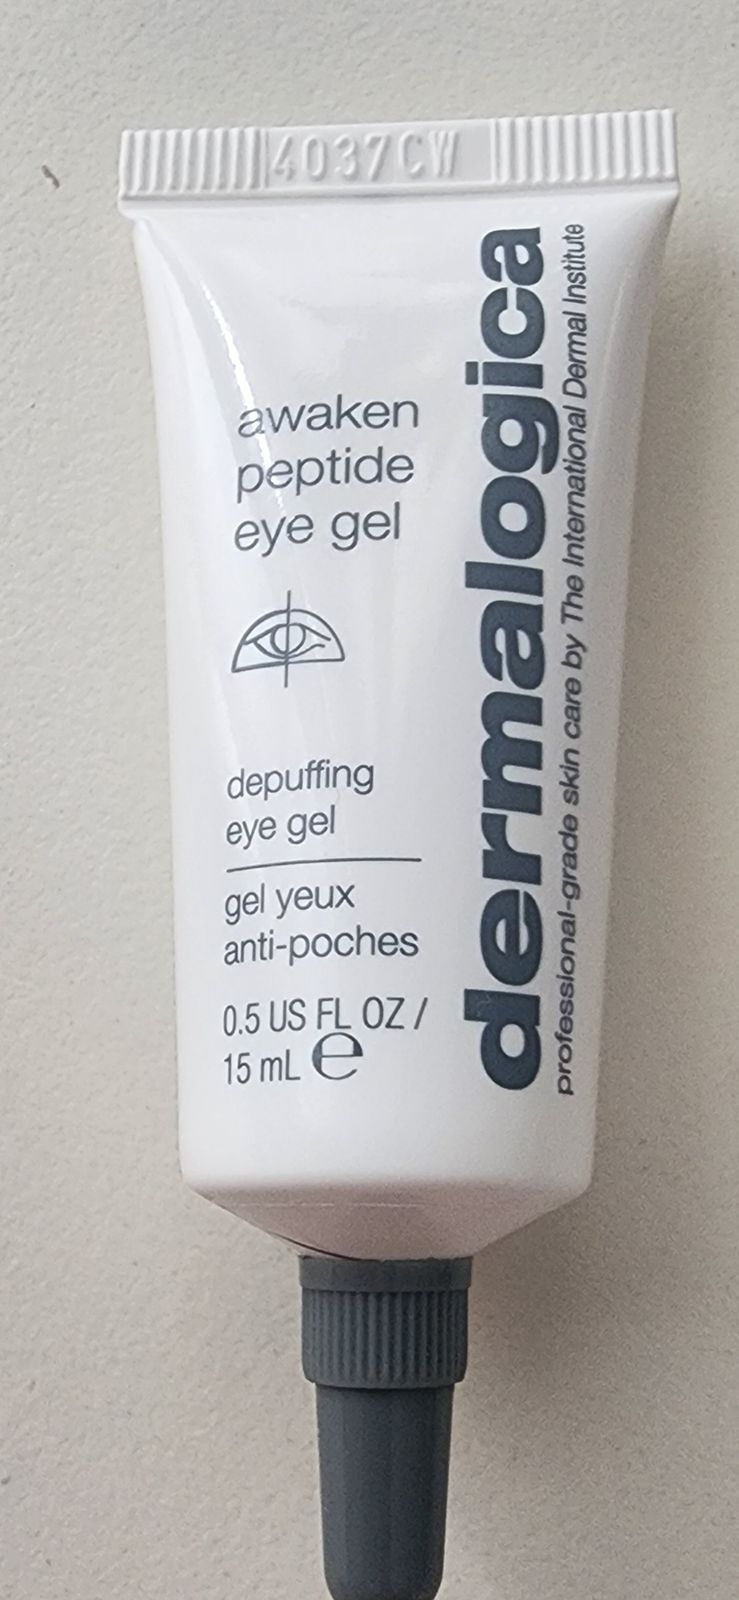 4037CW
awaken
peptide
eye gel
depuffing
eye gel
gel yeux
anti-poches
0.5 US FL OZ /
15 mL ℮
dermalogica
professional-grade skin care by The International Dermal Institute